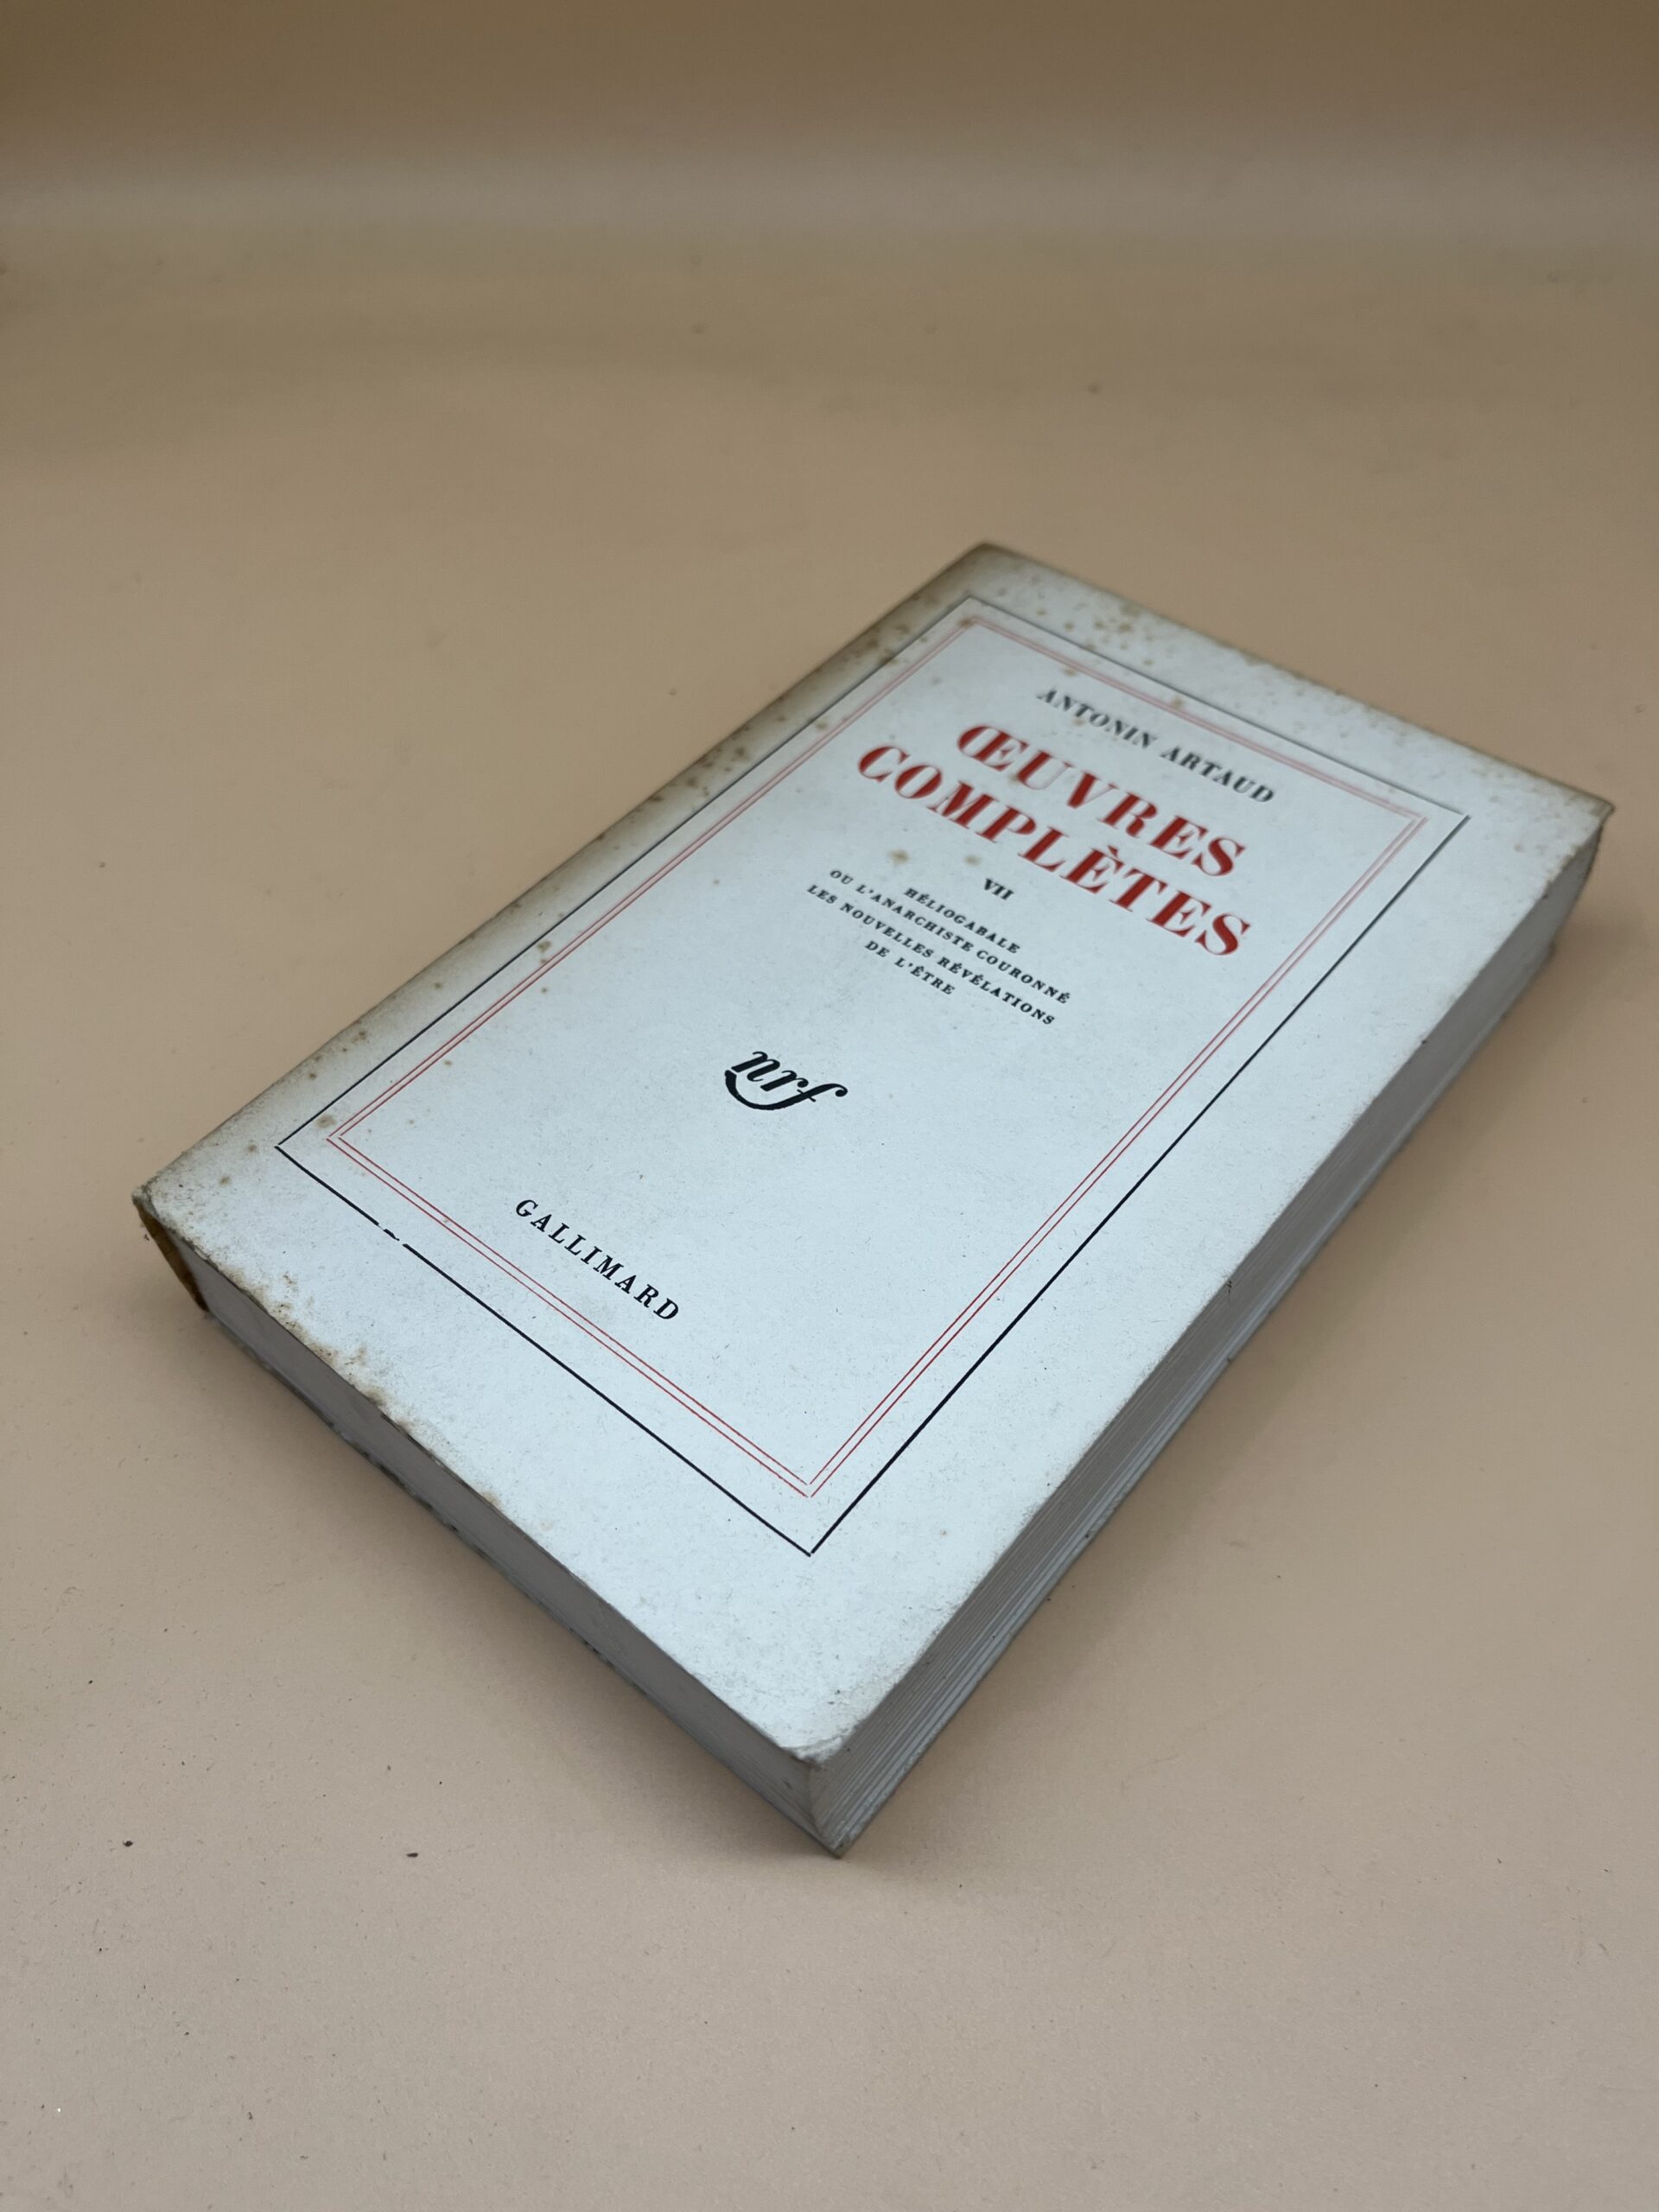 ANTONIN ARTAUD
ŒUVRES
COMPLÈTES
VII
HÉLIOGABALE
OU L'ANARCHISTE COURONNÉ
LES NOUVELLES RÉVÉLATIONS
DE L'ÊTRE
nrf
GALLIMARD